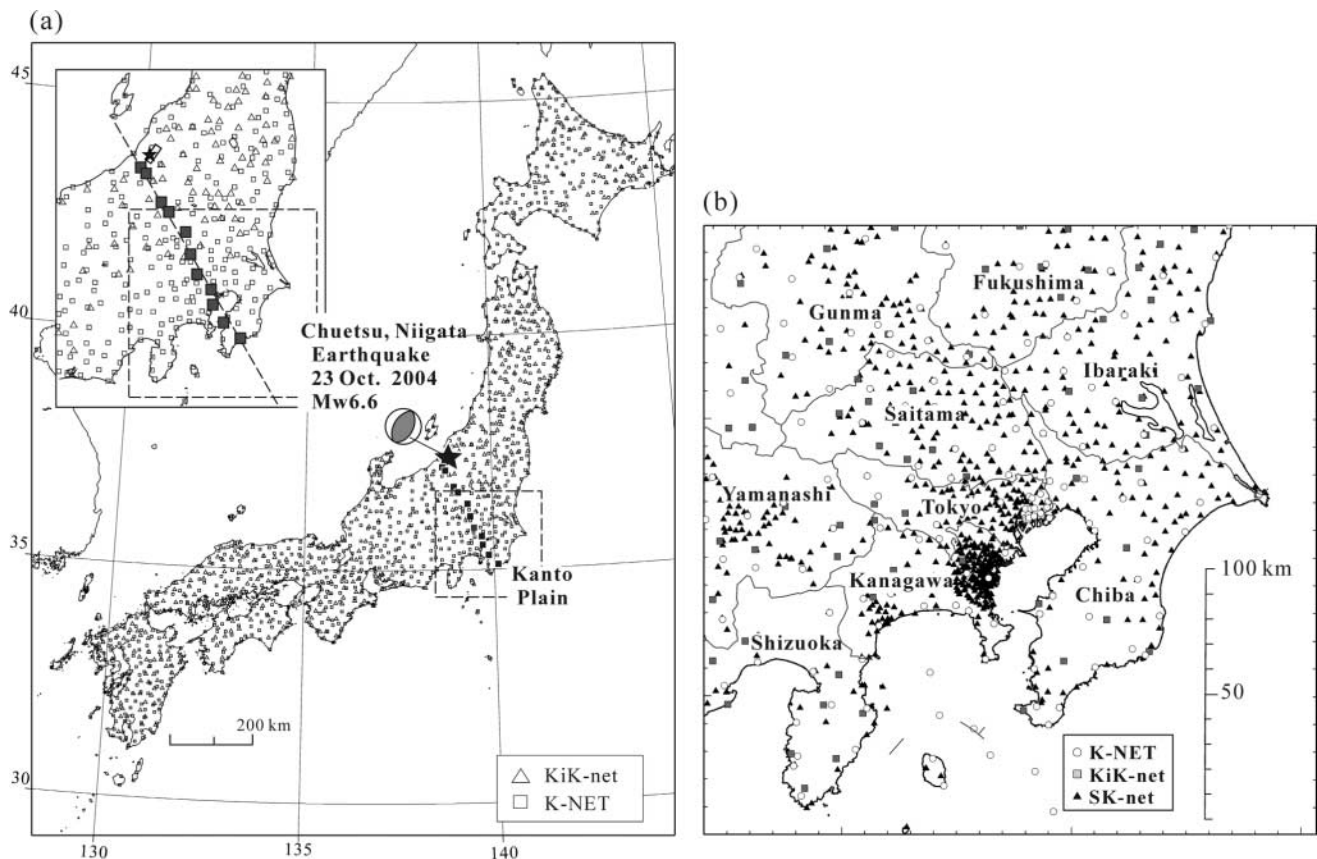 (a)
45
40
35
30
130
135
140
Chuetsu, Niigata
Earthquake
23 Oct. 2004
Mw6.6
Kanto
Plain
200 km
KiK-net
K-NET
(b)
Fukushima
Gunma
Ibaraki
Saitama
Yamanashi
Tokyo
Kanagawa
Chiba
Shizuoka
100 km
50
K-NET
KiK-net
SK-net